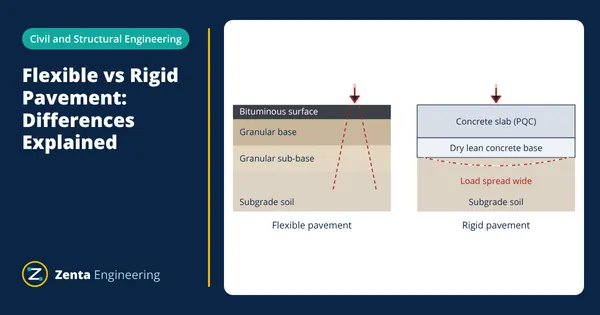 Civil and Structural Engineering
Flexible vs Rigid
Pavement:
Differences
Explained
Zenta Engineering
Bituminous surface
Granular base
Granular sub-base
Subgrade soil
Flexible pavement
Concrete slab (PQC)
Dry lean concrete base
Load spread wide
Subgrade soil
Rigid pavement